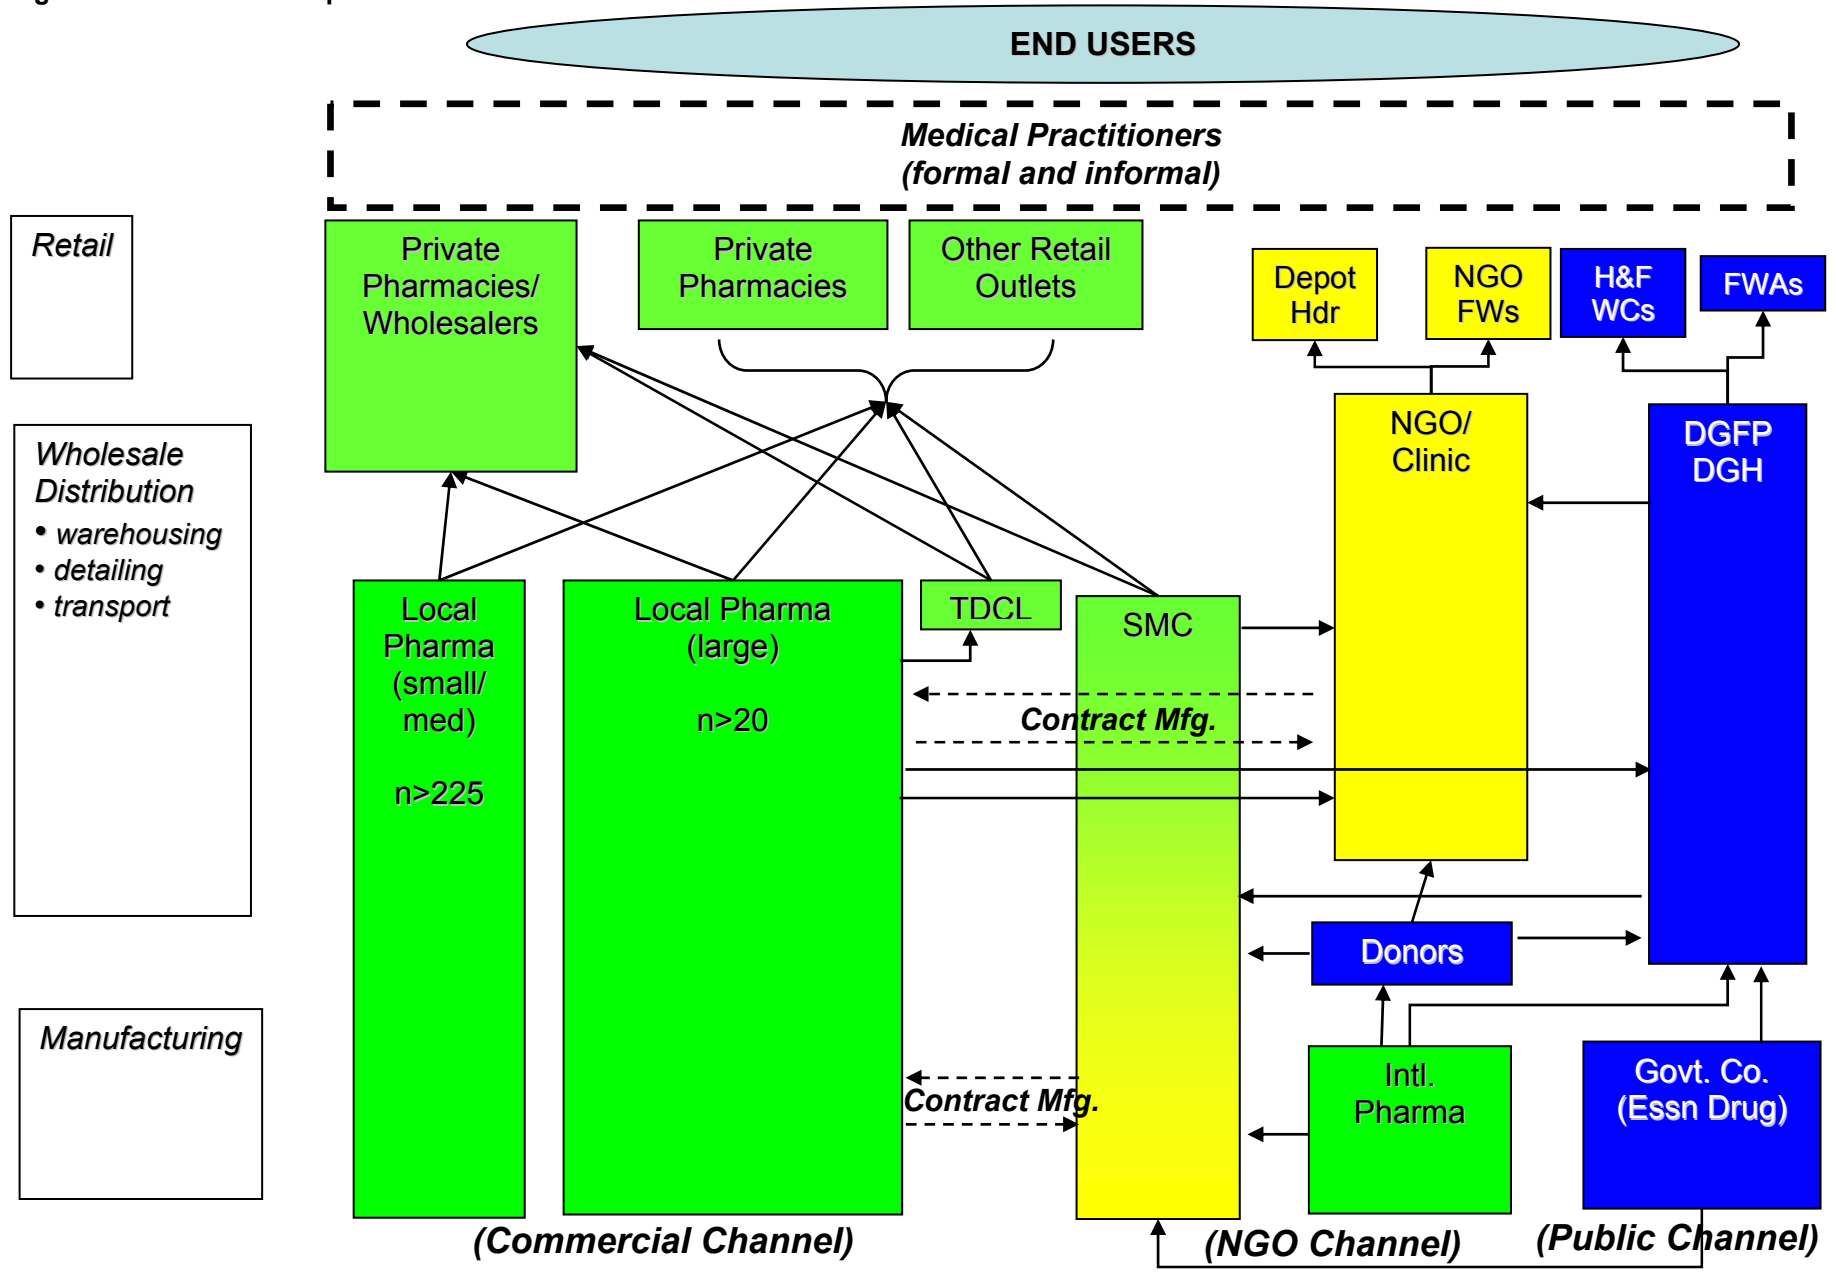 END USERS
Medical Practitioners
(formal and informal)
Retail
Private
Pharmacies/
Wholesalers
Private
Pharmacies
Other Retail
Outlets
Depot
Hdr
NGO
FWs
H&F
WCs
FWAs
Wholesale
Distribution
• warehousing
• detailing
• transport
NGO/
Clinic
DGFP
DGH
Local
Pharma
(small/
med)
n>225
Local Pharma
(large)
n>20
TDCL
SMC
Contract Mfg.
Donors
Manufacturing
Contract Mfg.
Intl.
Pharma
Govt. Co.
(Essn Drug)
(Commercial Channel)
(NGO Channel)
(Public Channel)